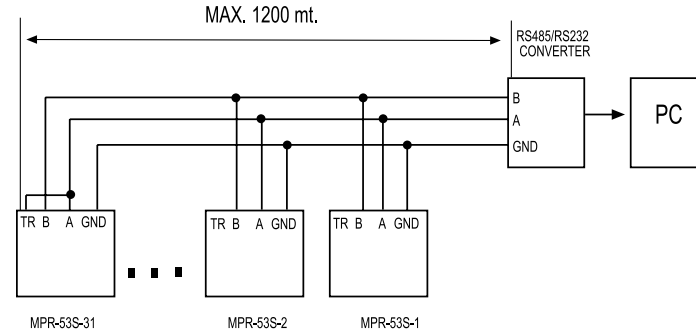 MAX. 1200 mt.
RS485/RS232
CONVERTER
B
A
GND
PC
TR B A GND
TR B A GND
TR B A GND
MPR-53S-31
MPR-53S-2
MPR-53S-1